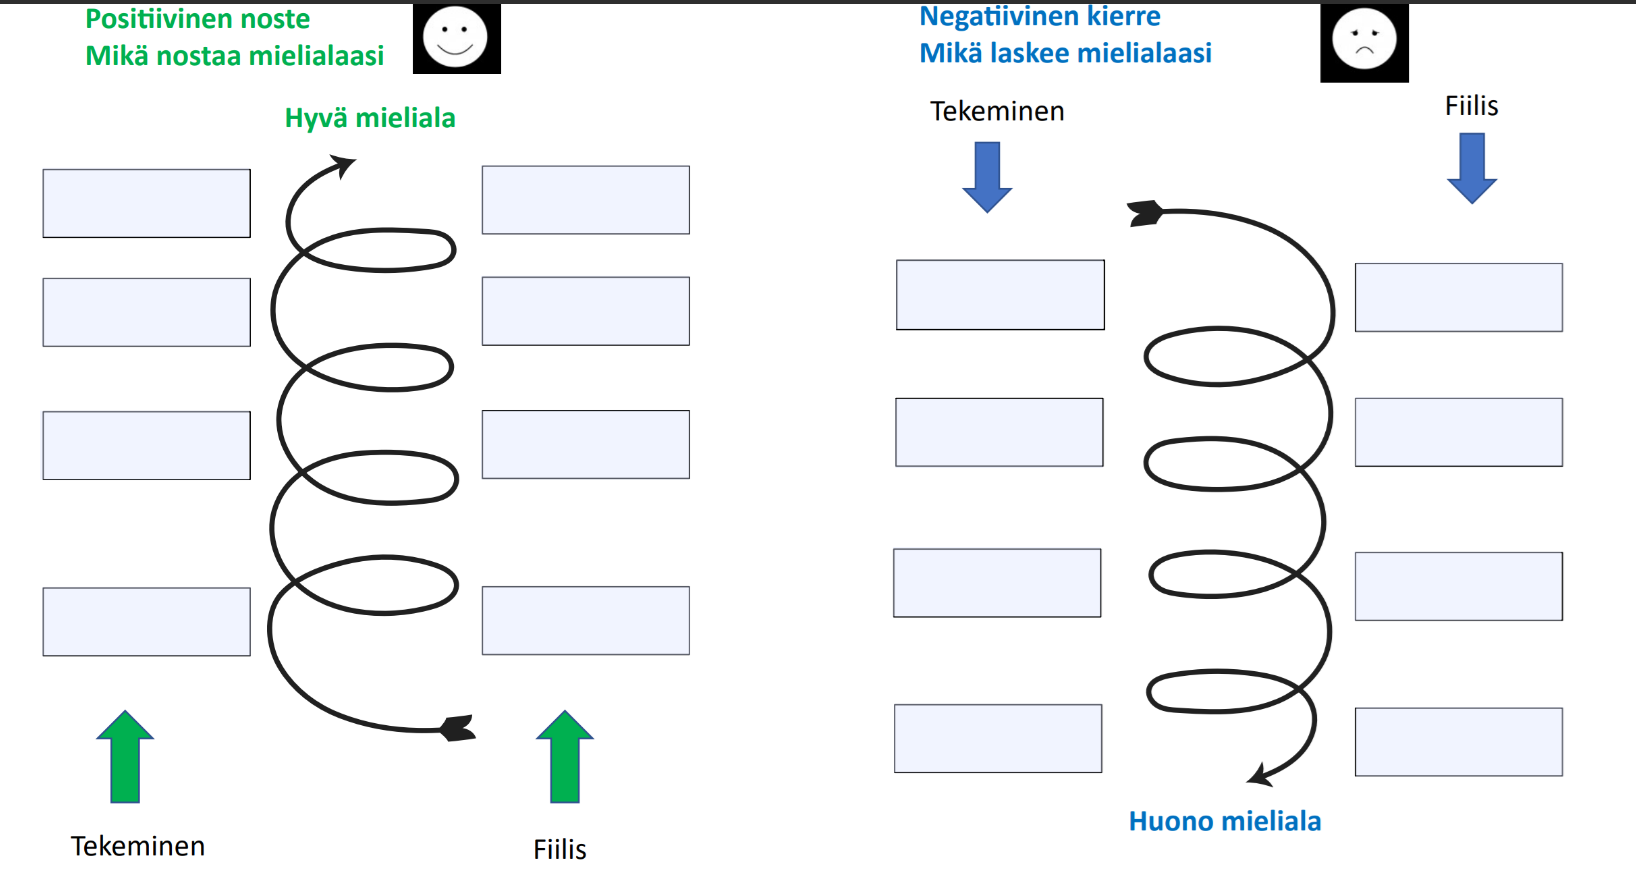 Positiivinen noste
Mikä nostaa mielialaasi
Hyvä mieliala
Tekeminen
Fiilis
Negatiivinen kierre
Mikä laskee mielialaasi
Tekeminen
Fiilis
Huono mieliala